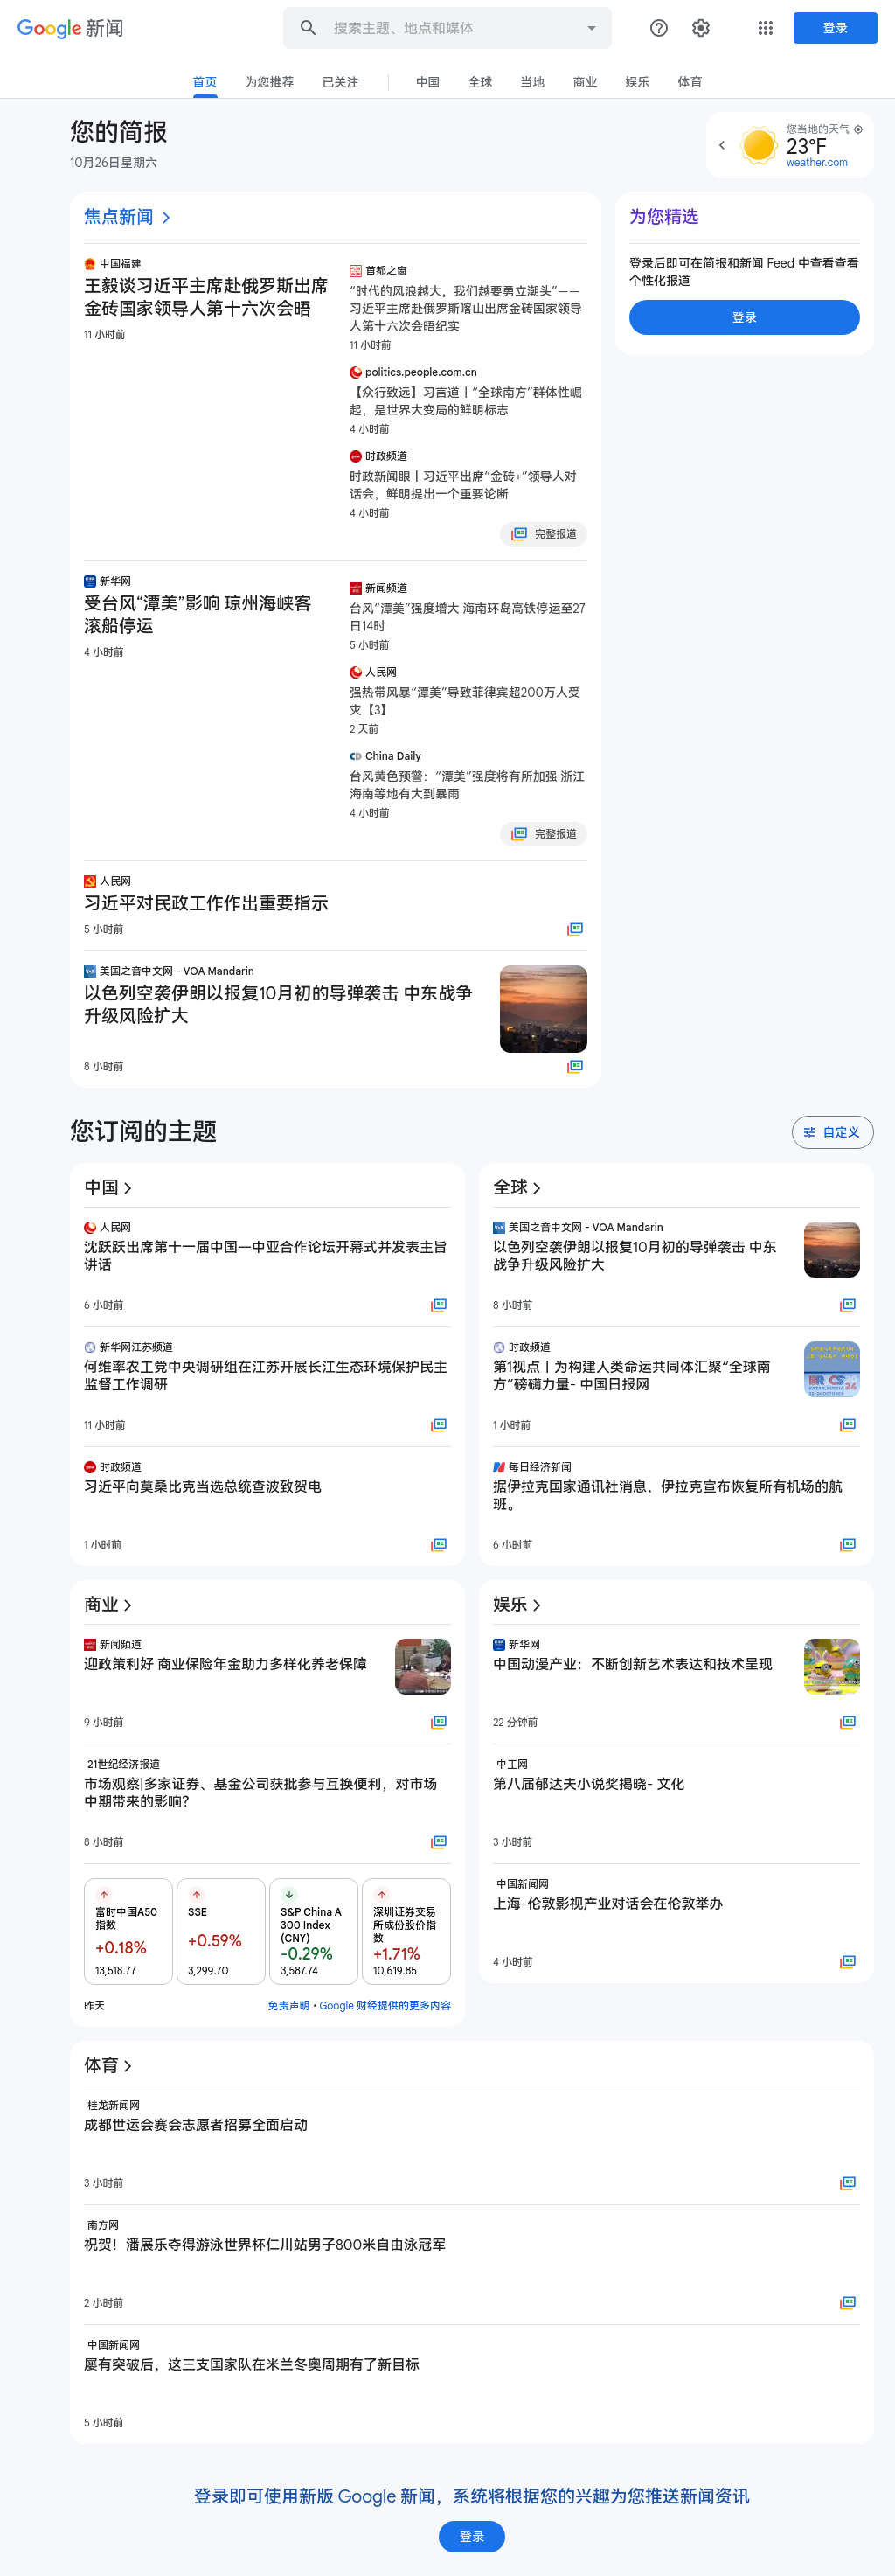 Google 新闻
搜索主题、地点和媒体
登录
首页
为您推荐
已关注
中国
全球
当地
商业
娱乐
体育
您的简报
10月26日星期六
您当地的天气
23°F
weather.com
焦点新闻
中国福建
王毅谈习近平主席赴俄罗斯出席
金砖国家领导人第十六次会晤
11 小时前
首都之窗
“时代的风浪越大，我们越要勇立潮头”——
习近平主席赴俄罗斯喀山出席金砖国家领导
人第十六次会晤纪实
11 小时前
politics.people.com.cn
【众行致远】习言道丨“全球南方”群体性崛
起，是世界大变局的鲜明标志
4 小时前
时政频道
时政新闻眼丨习近平出席“金砖+”领导人对
话会，鲜明提出一个重要论断
4 小时前
完整报道
为您精选
登录后即可在简报和新闻 Feed 中查看查看
个性化报道
登录
新华网
受台风“潭美”影响 琼州海峡客
滚船停运
4 小时前
新闻频道
台风“潭美”强度增大 海南环岛高铁停运至27
日14时
5 小时前
人民网
强热带风暴“潭美”导致菲律宾超200万人受
灾【3】
2 天前
China Daily
台风黄色预警：“潭美”强度将有所加强 浙江
海南等地有大到暴雨
4 小时前
完整报道
人民网
习近平对民政工作作出重要指示
5 小时前
美国之音中文网 - VOA Mandarin
以色列空袭伊朗以报复10月初的导弹袭击 中东战争
升级风险扩大
8 小时前
您订阅的主题
自定义
中国
人民网
沈跃跃出席第十一届中国—中亚合作论坛开幕式并发表主旨
讲话
6 小时前
新华网江苏频道
何维率农工党中央调研组在江苏开展长江生态环境保护民主
监督工作调研
11 小时前
时政频道
习近平向莫桑比克当选总统查波致贺电
1 小时前
全球
美国之音中文网 - VOA Mandarin
以色列空袭伊朗以报复10月初的导弹袭击 中东
战争升级风险扩大
8 小时前
时政频道
第1视点丨为构建人类命运共同体汇聚“全球南
方”磅礴力量- 中国日报网
1 小时前
每日经济新闻
据伊拉克国家通讯社消息，伊拉克宣布恢复所有机场的航
班。
6 小时前
商业
新闻频道
迎政策利好 商业保险年金助力多样化养老保障
9 小时前
21世纪经济报道
市场观察|多家证券、基金公司获批参与互换便利，对市场
中期带来的影响？
8 小时前
富时中国A50
指数
+0.18%
13,518.77
SSE
+0.59%
3,299.70
S&P China A
300 Index
(CNY)
-0.29%
3,587.74
深圳证券交易
所成份股价指
数
+1.71%
10,619.85
昨天
免责声明 • Google 财经提供的更多内容
娱乐
新华网
中国动漫产业：不断创新艺术表达和技术呈现
22 分钟前
中工网
第八届郁达夫小说奖揭晓- 文化
3 小时前
中国新闻网
上海-伦敦影视产业对话会在伦敦举办
4 小时前
体育
桂龙新闻网
成都世运会赛会志愿者招募全面启动
3 小时前
南方网
祝贺！潘展乐夺得游泳世界杯仁川站男子800米自由泳冠军
2 小时前
中国新闻网
屡有突破后，这三支国家队在米兰冬奥周期有了新目标
5 小时前
登录即可使用新版 Google 新闻，系统将根据您的兴趣为您推送新闻资讯
登录